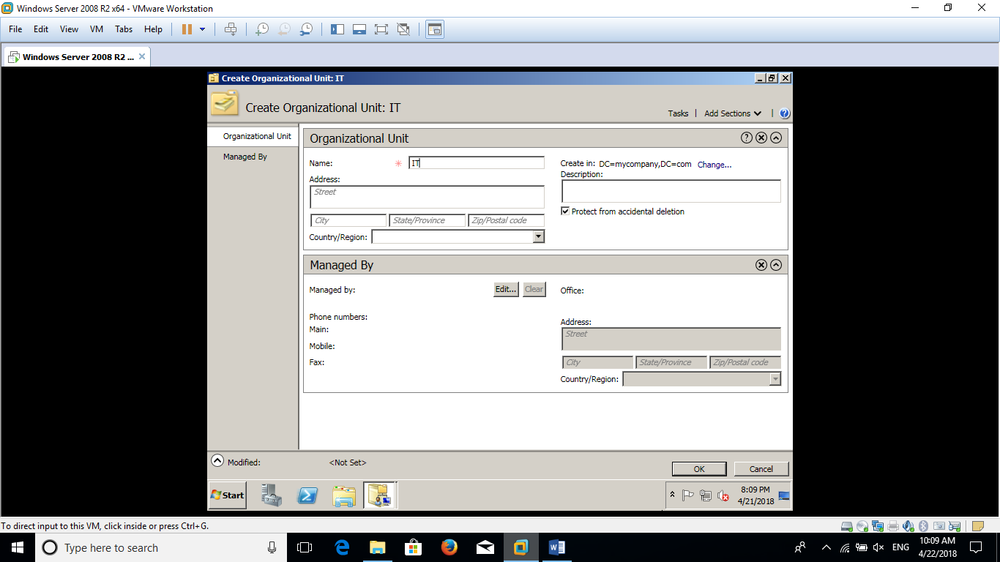 Windows Server 2008 R2 x64 - VMware Workstation
File Edit View VM Tabs Help
Windows Server 2008 R2 ...
Create Organizational Unit: IT
Create Organizational Unit: IT
Tasks | Add Sections |
Organizational Unit
Managed By
Organizational Unit
Name: * IT
Create in: DC=mycompany,DC=com Change...
Description:
Address:
Street
Protect from accidental deletion
City State/Province Zip/Postal code
Country/Region:
Managed By
Managed by: Edit... Clear Office:
Phone numbers:
Main:
Mobile:
Fax:
Address:
Street
City State/Province Zip/Postal code
Country/Region:
Modified: <Not Set>
OK Cancel
Start
8:09 PM
4/21/2018
To direct input to this VM, click inside or press Ctrl+G.
Type here to search
ENG
10:09 AM
4/22/2018